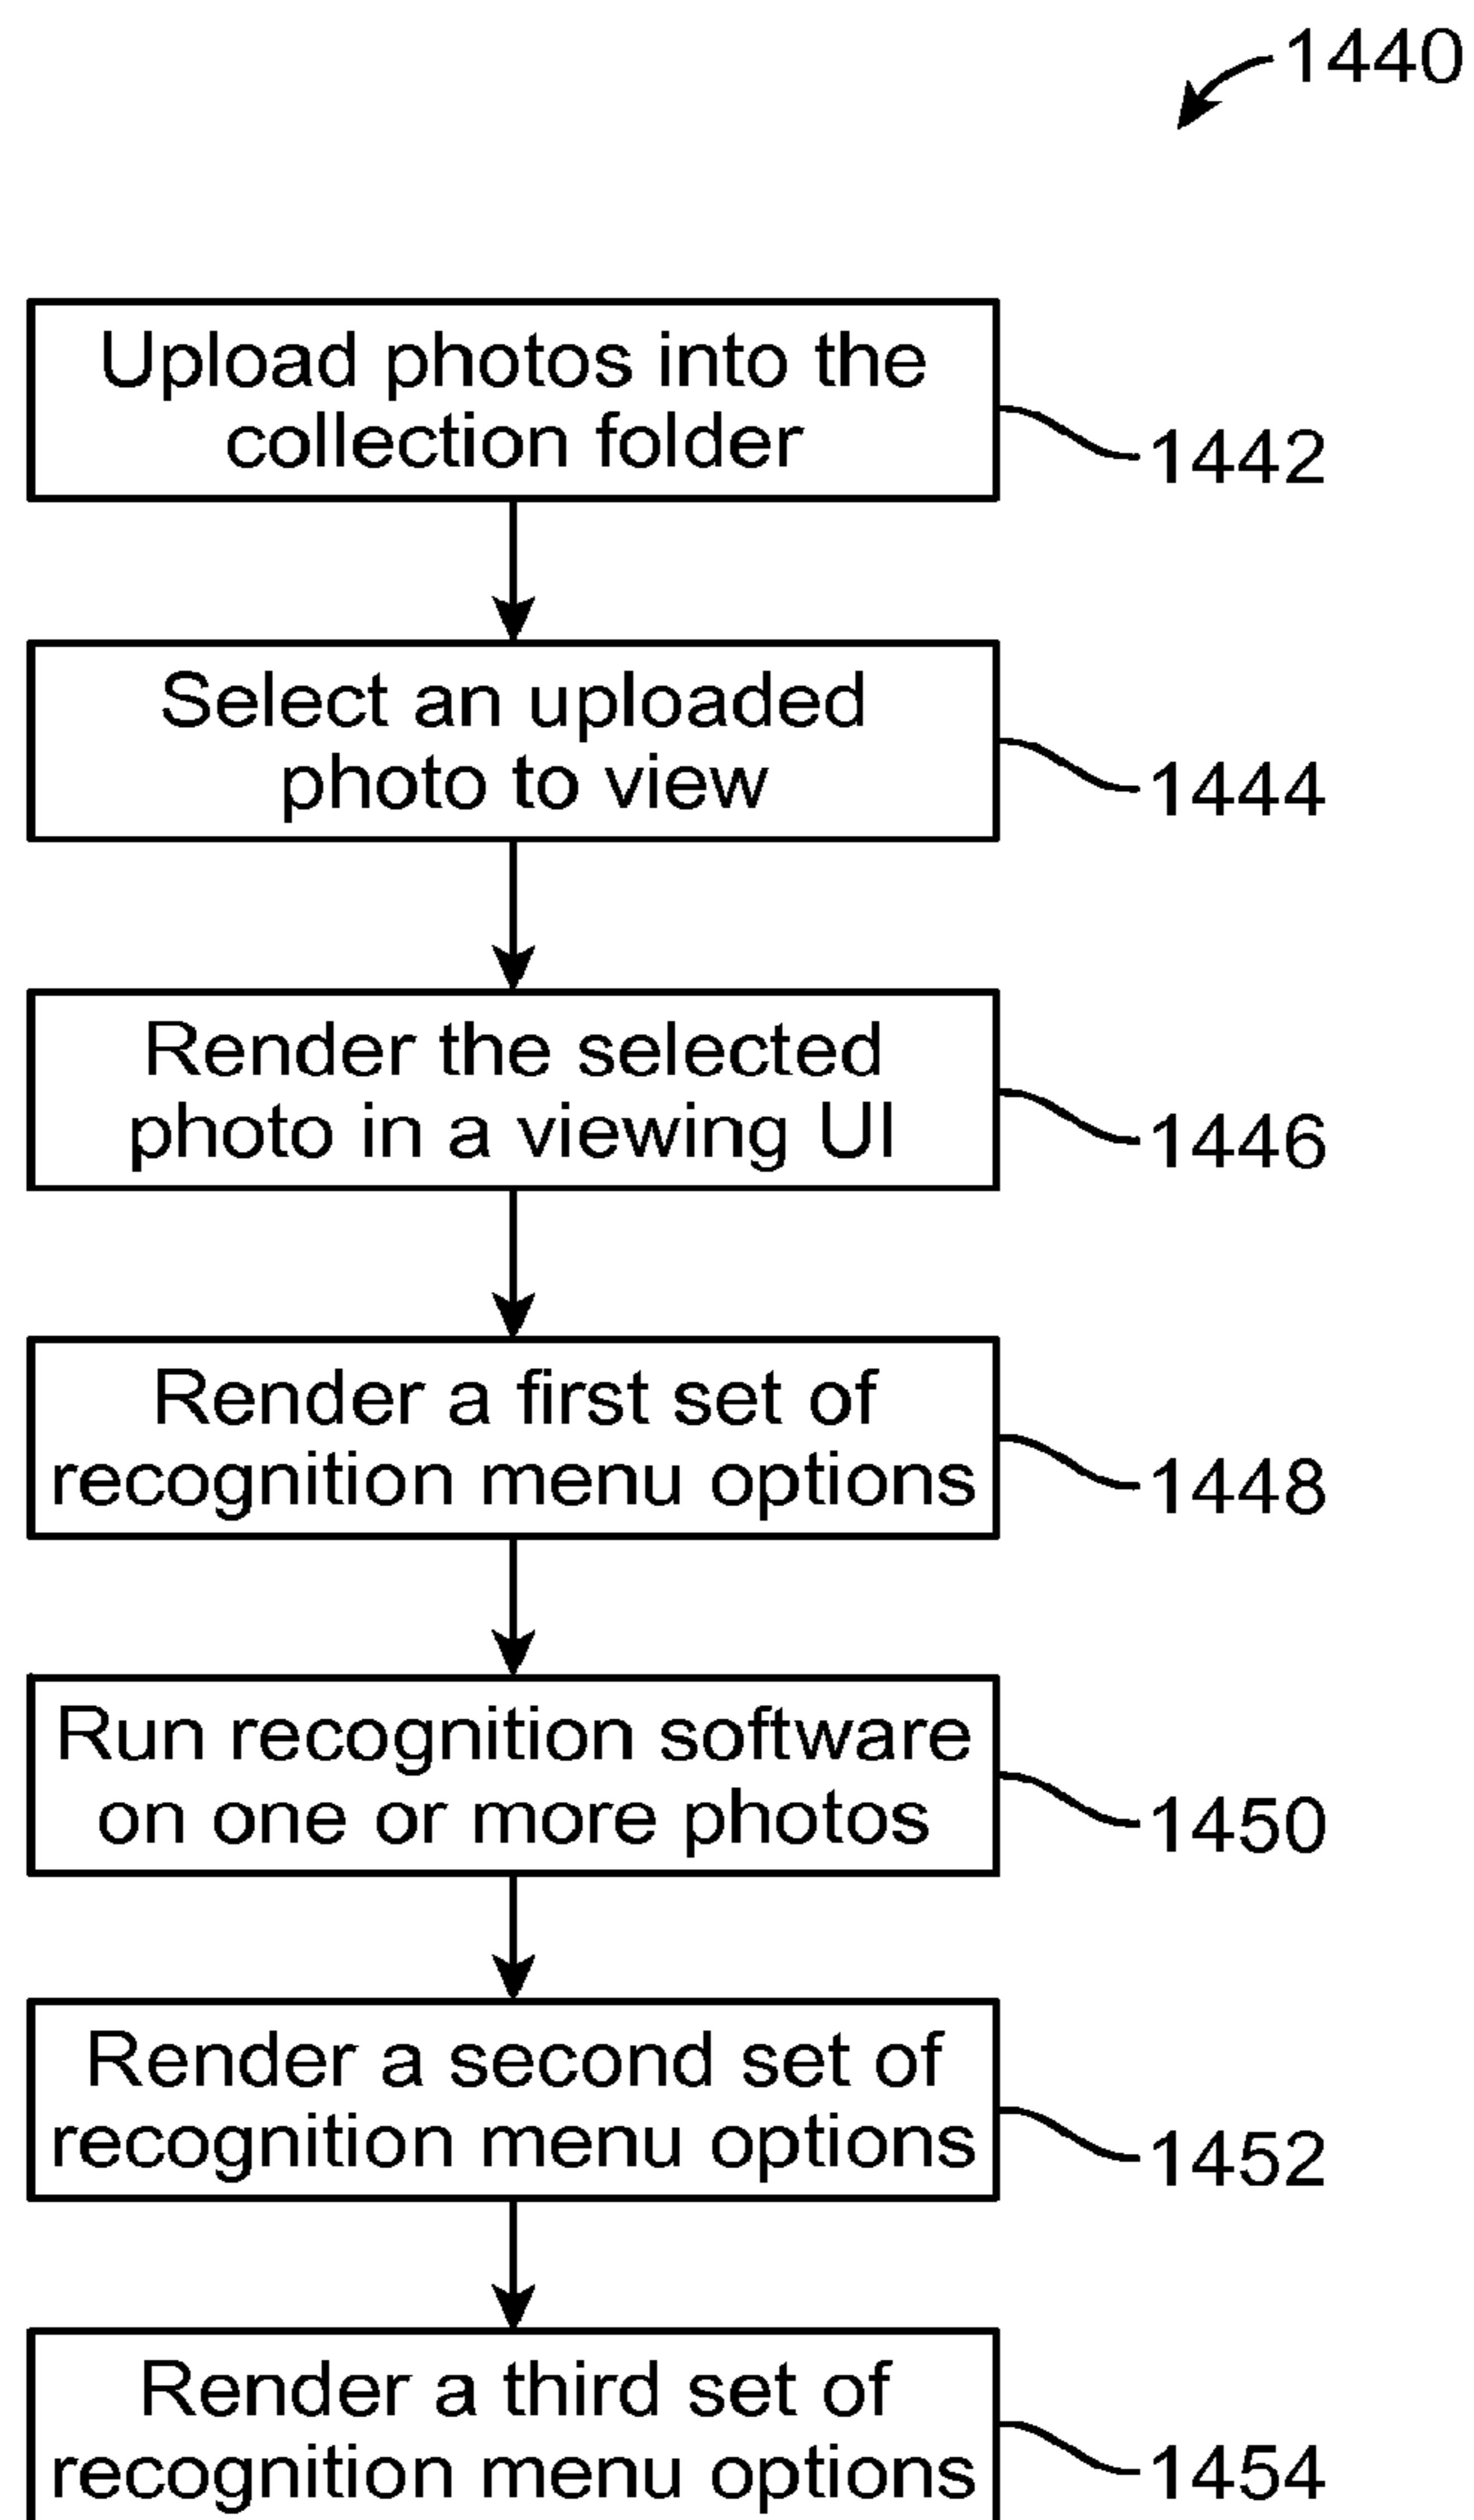 1440
Upload photos into the
collection folder
1442
Select an uploaded
photo to view
1444
Render the selected
photo in a viewing UI
1446
Render a first set of
recognition menu options
1448
Run recognition software
on one or more photos
1450
Render a second set of
recognition menu options
1452
Render a third set of
recognition menu options
1454